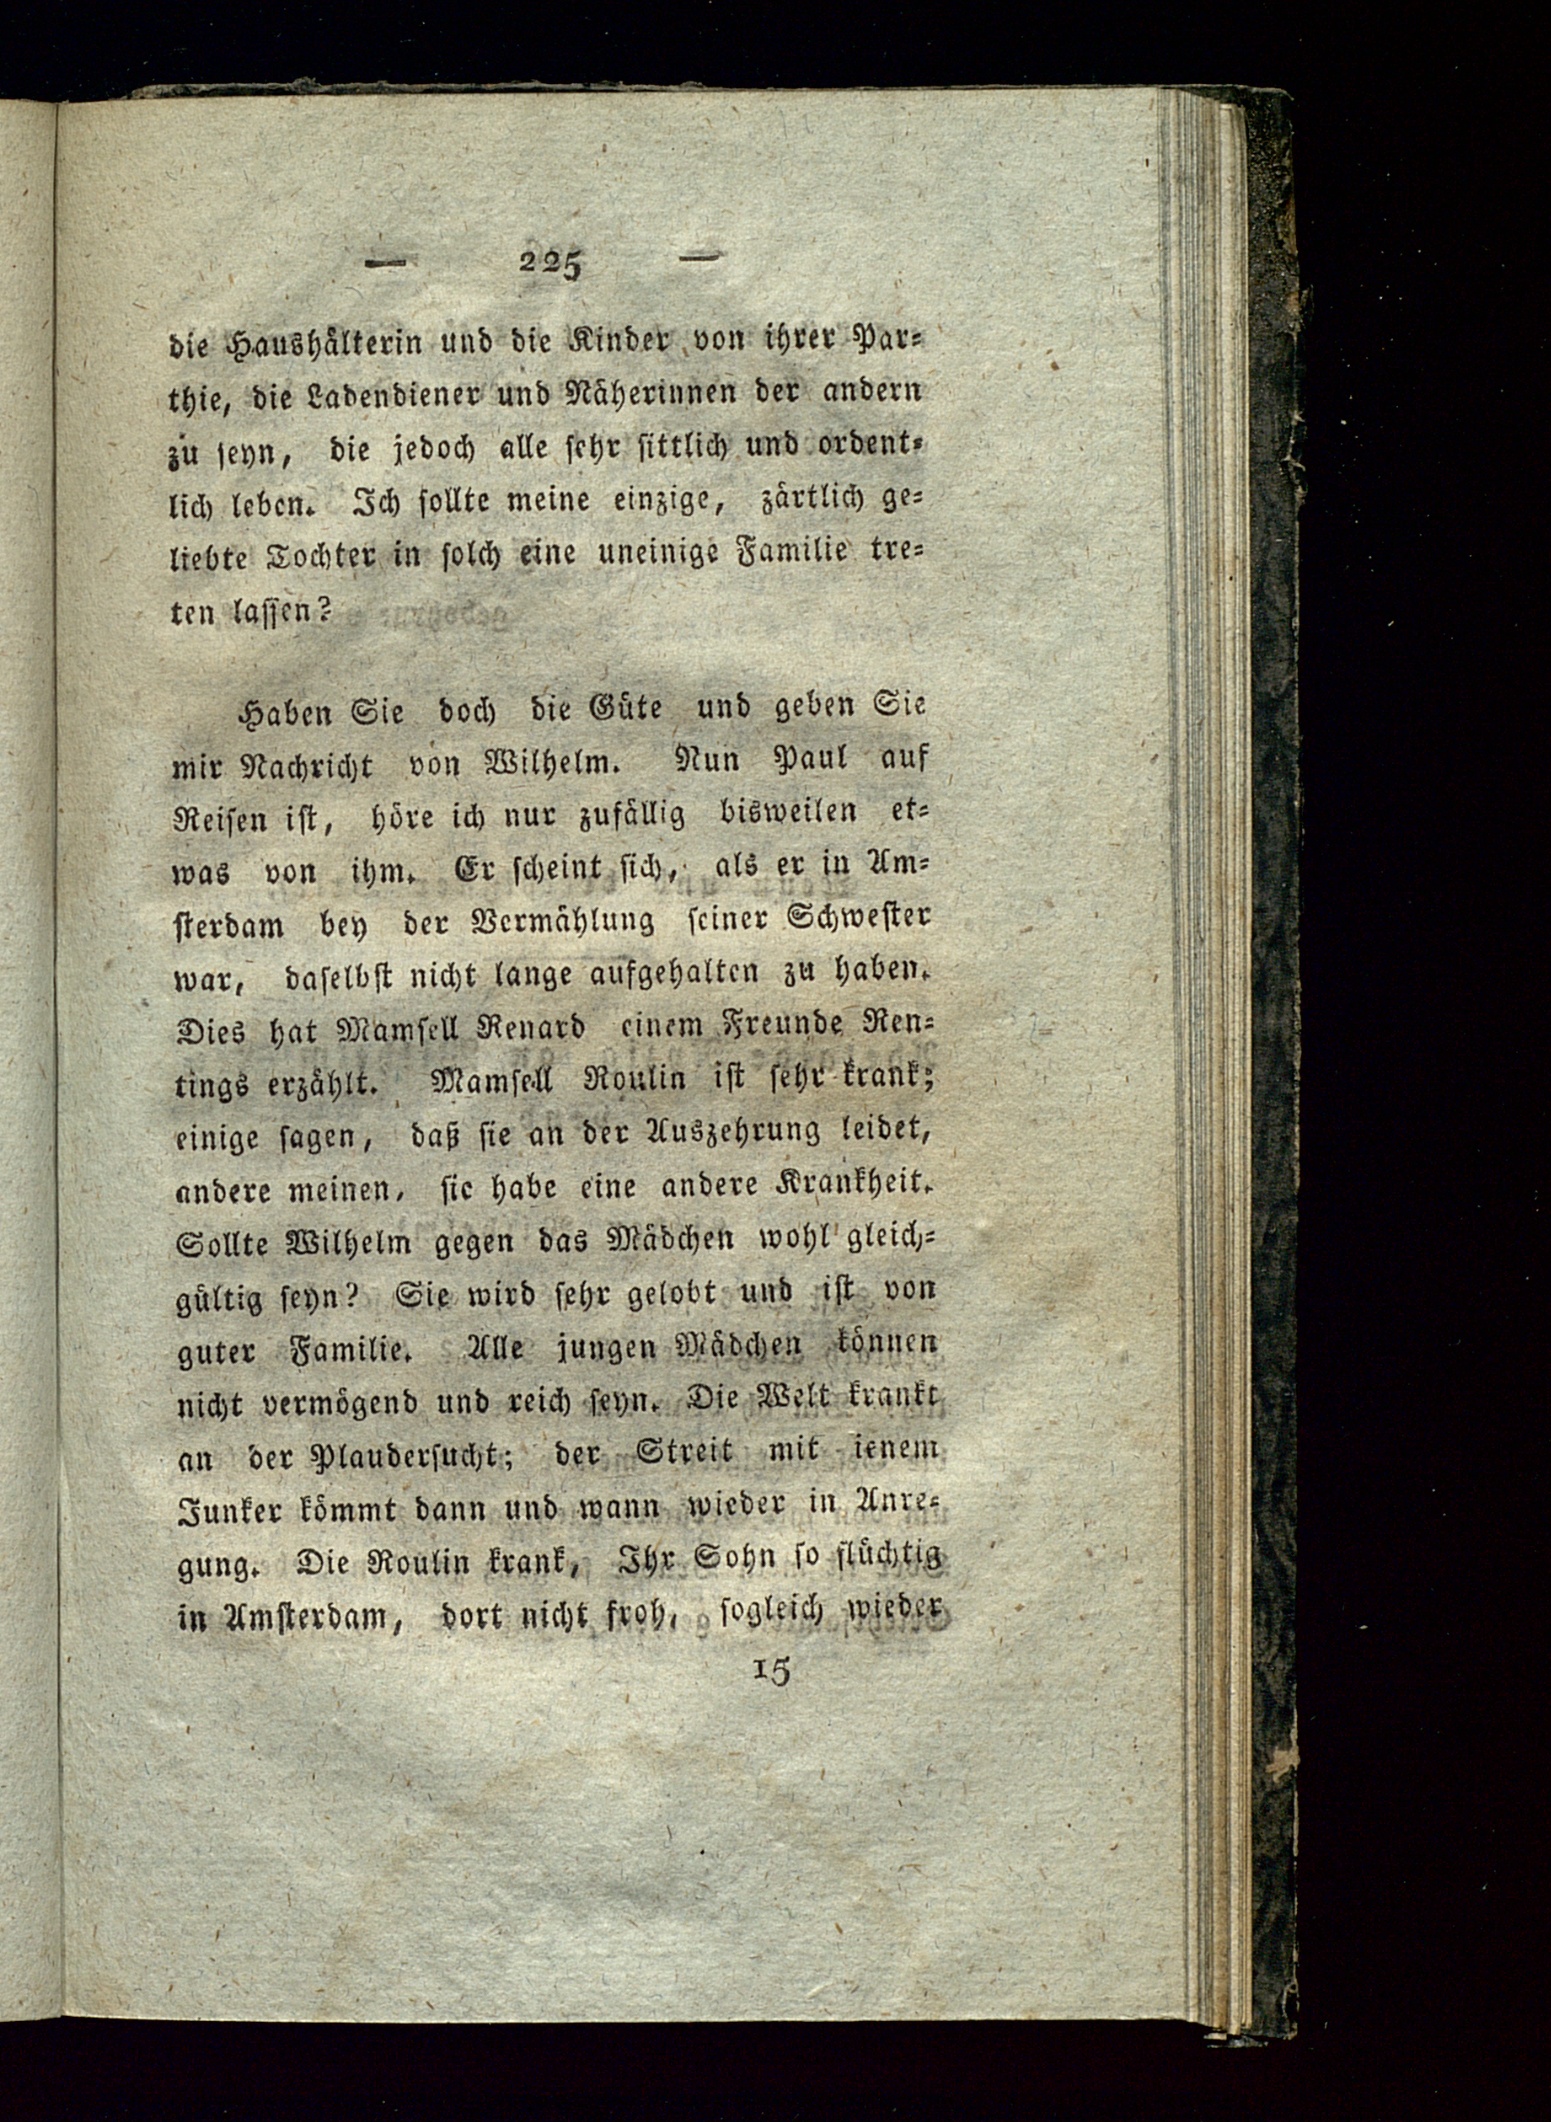 — 225 —
die Haushälterin und die Kinder von ihrer Par⸗
thie, die Ladendiener und Näherinnen der andern
zu seyn, die jedoch alle sehr sittlich und ordent⸗
lich leben. Ich sollte meine einzige, zärtlich ge⸗
liebte Tochter in solch eine uneinige Familie tre⸗
ten lassen?
Haben Sie doch die Güte und geben Sie
mir Nachricht von Wilhelm. Nun Paul auf
Reisen ist, höre ich nur zufällig bisweilen et⸗
was von ihm. Er scheint sich, als er in Am⸗
sterdam bey der Vermählung seiner Schwester
war, daselbst nicht lange aufgehalten zu haben.
Dies hat Mamsell Renard einem Freunde Ren⸗
tings erzählt. Mamsell Roulin ist sehr krank;
einige sagen, daß sie an der Auszehrung leidet,
andere meinen, sie habe eine andere Krankheit.
Sollte Wilhelm gegen das Mädchen wohl gleich⸗
gültig seyn? Sie wird sehr gelobt und ist von
guter Familie. Alle jungen Mädchen können
nicht vermögend und reich seyn. Die Welt krankt
an der Plaudersucht; der Streit mit ienem
Junker kömmt dann und wann wieder in Anre⸗
gung. Die Roulin krank, Ihr Sohn so flüchtig
in Amsterdam, dort nicht froh, sogleich wieder
15